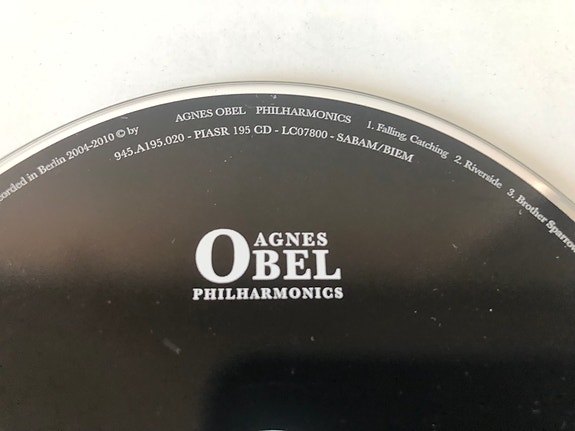 recorded in Berlin 2004-2010 © by AGNES OBEL PHILHARMONICS 1. Falling, Catching 2. Riverside 3. Brother Sparrow
945.A195.020 - PIASR 195 CD - LC07800 - SABAM/BIEM
AGNES
OBEL
PHILHARMONICS